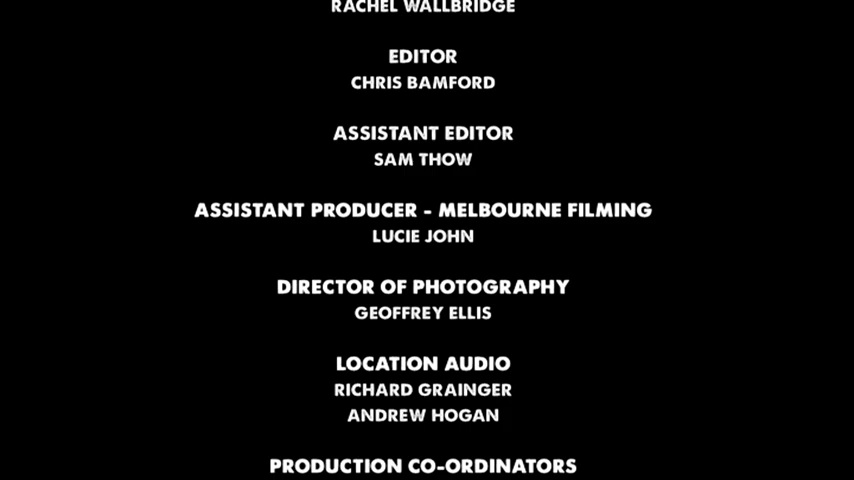 RACHEL WALLBRIDGE
EDITOR
CHRIS BAMFORD
ASSISTANT EDITOR
SAM THOW
ASSISTANT PRODUCER - MELBOURNE FILMING
LUCIE JOHN
DIRECTOR OF PHOTOGRAPHY
GEOFFREY ELLIS
LOCATION AUDIO
RICHARD GRAINGER
ANDREW HOGAN
PRODUCTION CO-ORDINATORS